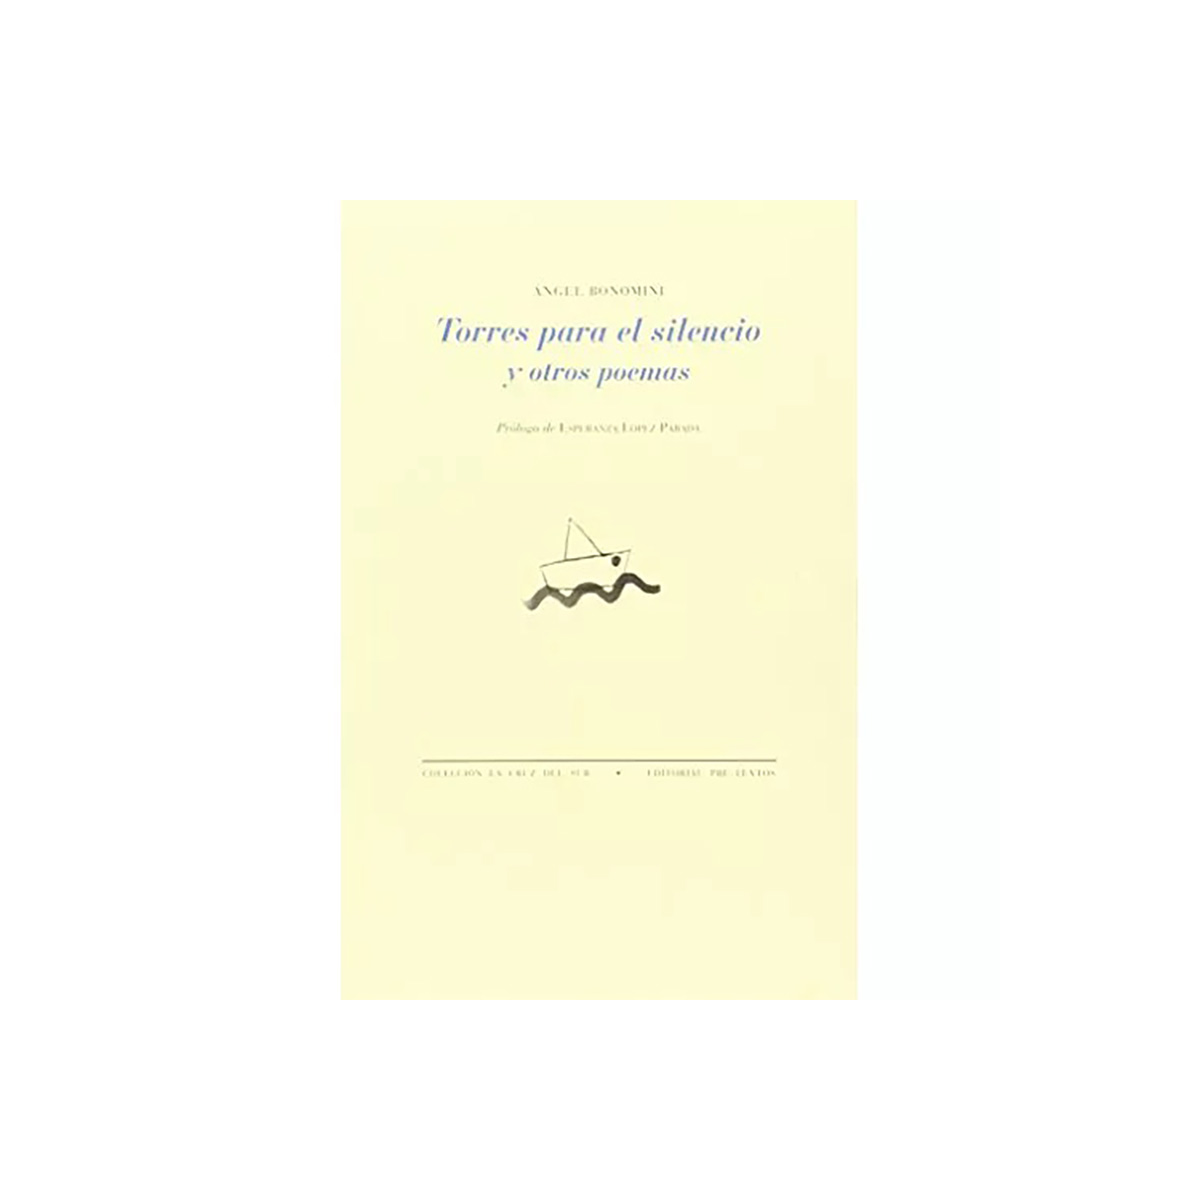 ÁNGEL BONOMINI
Torres para el silencio
y otros poemas
Prólogo de ESPERANZA LÓPEZ PARADA
COLECCIÓN LA CRUZ DEL SUR • EDITORIAL PRE-TEXTOS